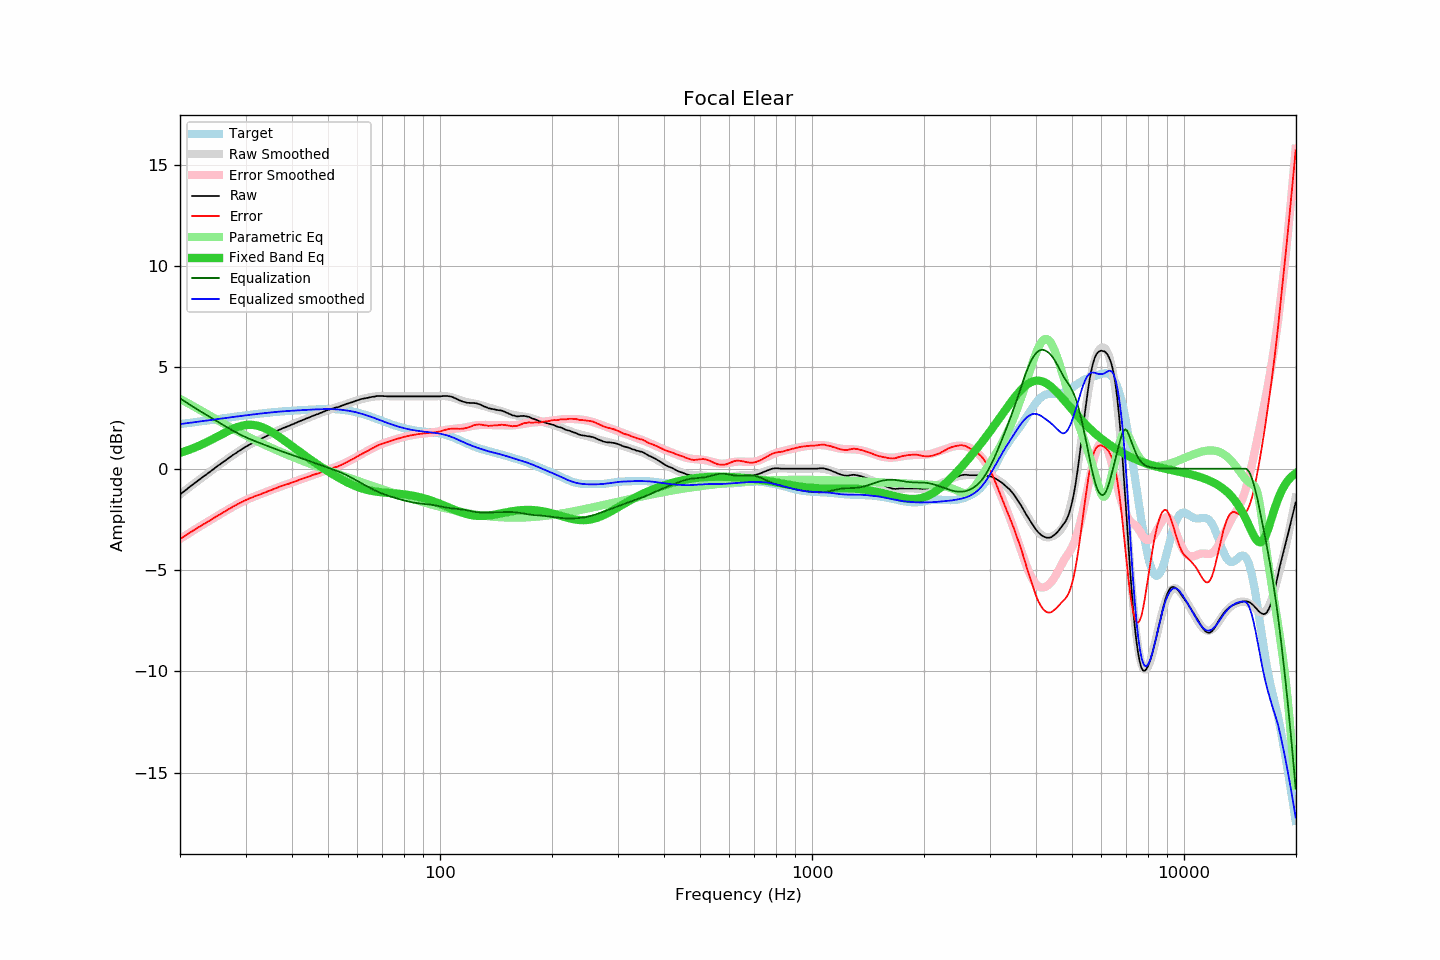 Focal Elear
Target
Raw Smoothed
Error Smoothed
Raw
Error
Parametric Eq
Fixed Band Eq
Equalization
Equalized smoothed
15
10
5
0
−5
−10
−15
Amplitude (dBr)
100
1000
10000
Frequency (Hz)